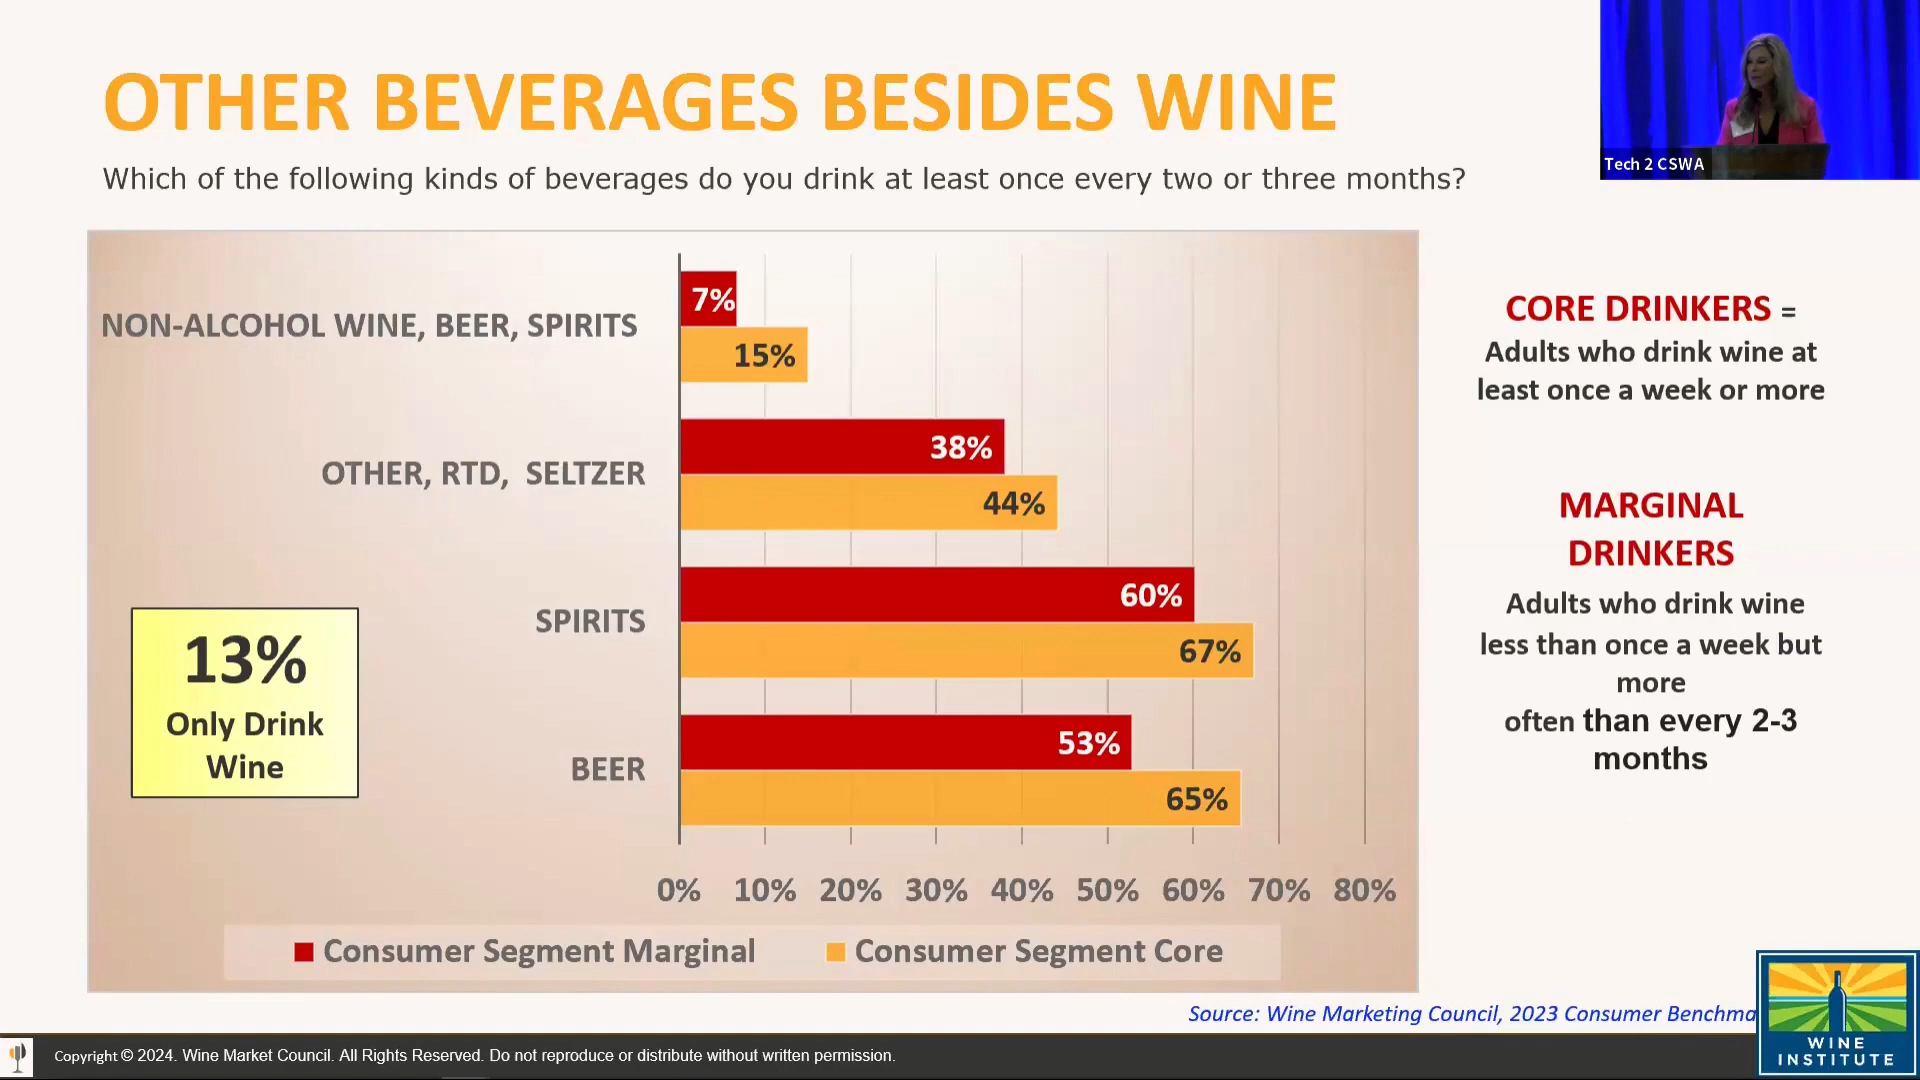 OTHER BEVERAGES BESIDES WINE
Which of the following kinds of beverages do you drink at least once every two or three months?
Tech 2 CSWA
NON-ALCOHOL WINE, BEER, SPIRITS
7%
15%
OTHER, RTD, SELTZER
38%
44%
SPIRITS
60%
67%
BEER
53%
65%
13%
Only Drink
Wine
0% 10% 20% 30% 40% 50% 60% 70% 80%
Consumer Segment Marginal Consumer Segment Core
CORE DRINKERS =
Adults who drink wine at
least once a week or more
MARGINAL
DRINKERS
Adults who drink wine
less than once a week but
more
often than every 2-3
months
Source: Wine Marketing Council, 2023 Consumer Benchma
Copyright © 2024. Wine Market Council. All Rights Reserved. Do not reproduce or distribute without written permission.
WINE
INSTITUTE